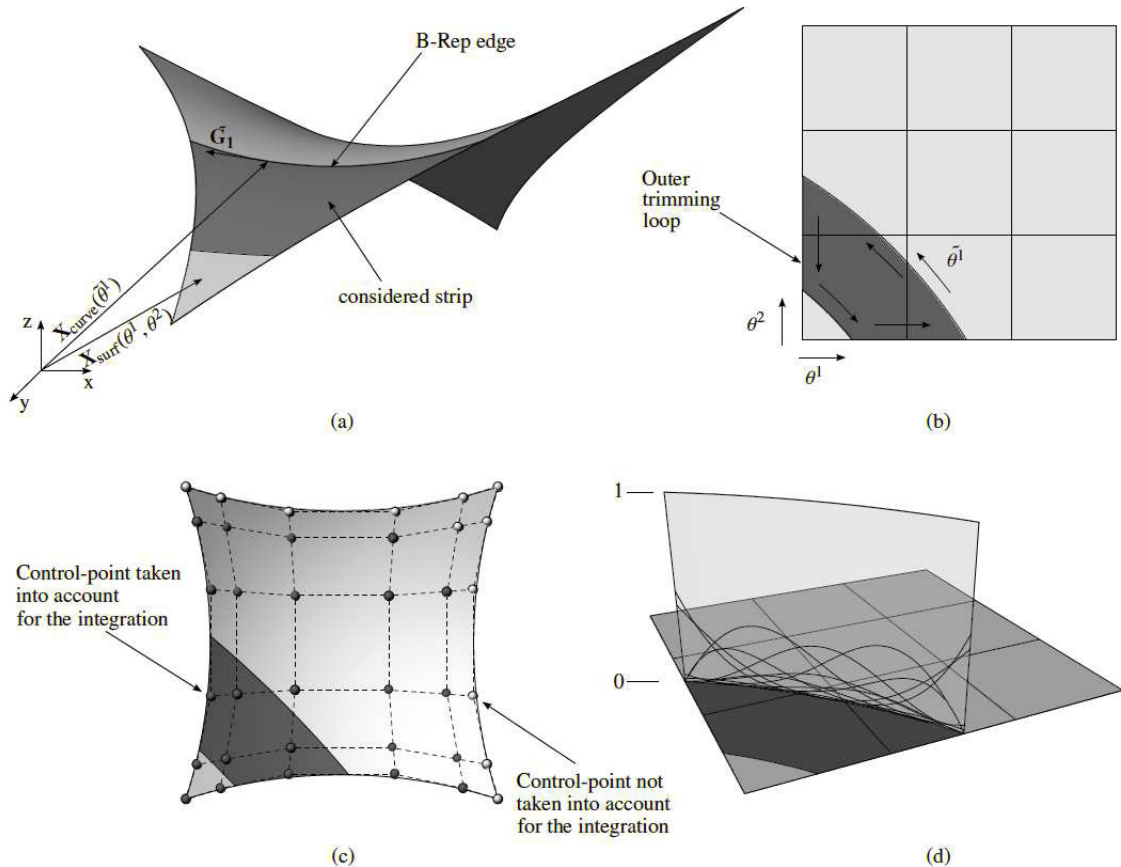 B-Rep edge
G̃₁
considered strip
X_curve(θ̃¹)
X_surf(θ¹, θ²)
z
x
y
(a)
Outer
trimming
loop
θ̃¹
θ²
θ¹
(b)
Control-point taken
into account
for the integration
Control-point not
taken into account
for the integration
(c)
1
0
(d)